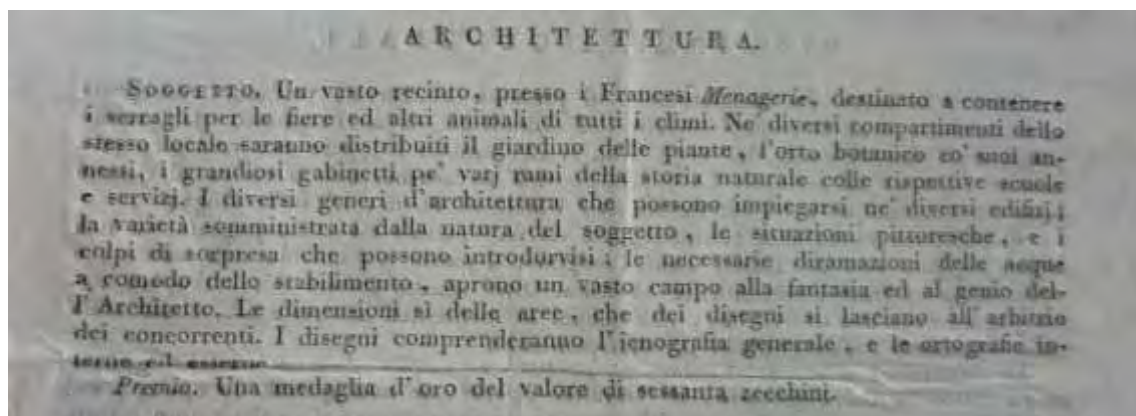 ARCHITETTURA.
SOGGETTO. Un vasto recinto, presso i Francesi Menagerie, destinato a contenere
i serragli per le fiere ed altri animali di tutti i climi. Ne' diversi compartimenti dello
stesso locale saranno distribuiti il giardino delle piante, l'orto botanico co' suoi an-
nessi, i grandiosi gabinetti pe' varj rami della storia naturale colle rispettive scuole
e servizj. I diversi generi d'architettura che possono impiegarsi ne' diversi edifizj;
la varietà somministrata dalla natura del soggetto, le situazioni pittoresche, e i
colpi di sorpresa che possono introdurvisi; le necessarie diramazioni delle acque
a comodo dello stabilimento, aprono un vasto campo alla fantasia ed al genio del-
l'Architetto. Le dimensioni sì delle aree, che dei disegni si lasciano all'arbitrio
dei concorrenti. I disegni comprenderanno l'icnografia generale, e le ortografie in-
terne ed esterne.
Premio. Una medaglia d'oro del valore di sessanta zecchini.